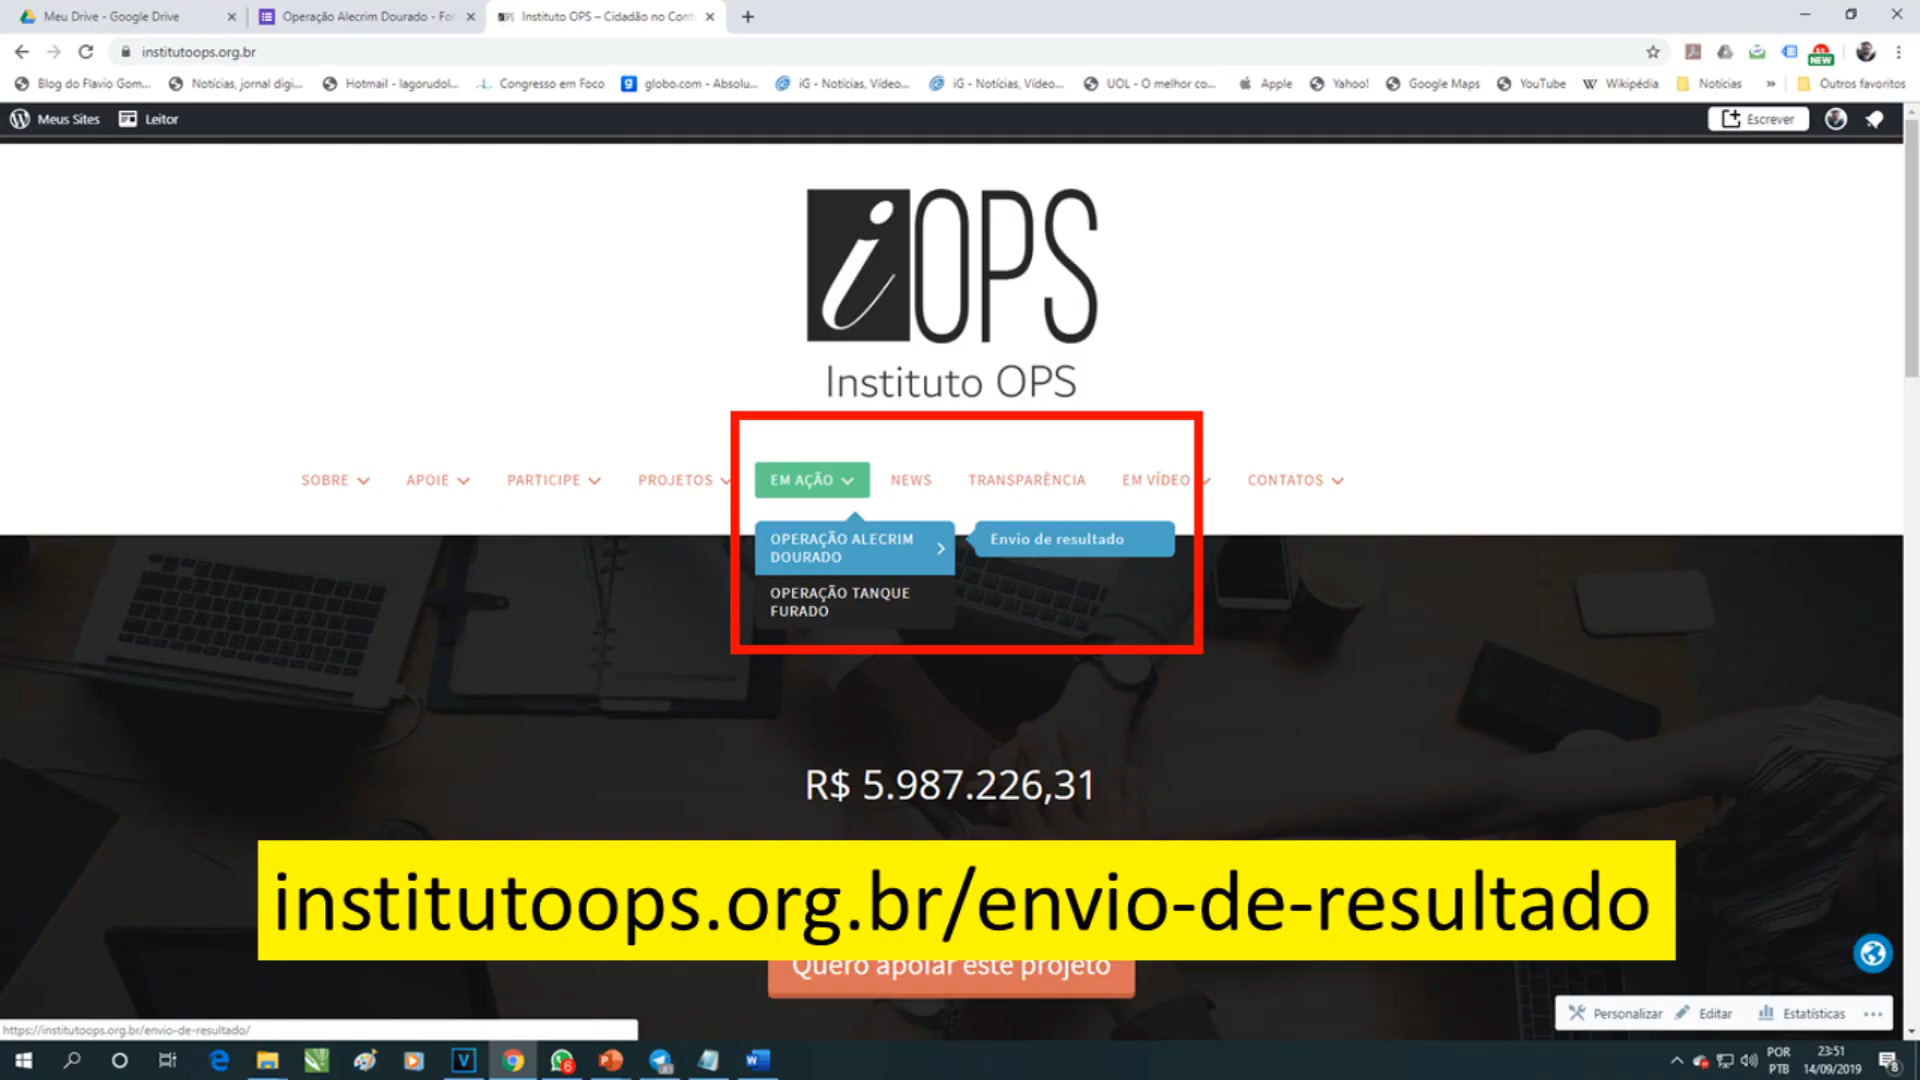 Meu Drive - Google Drive
Operação Alecrim Dourado - Fo
Instituto OPS – Cidadão no Cont
institutoops.org.br
NEW
Blog do Flavio Gom...
Notícias, jornal digi...
Hotmail - lagorudol...
Congresso em Foco
globo.com - Absolu...
iG - Notícias, Vídeo...
iG - Notícias, Vídeo...
UOL - O melhor co...
Apple
Yahoo!
Google Maps
YouTube
Wikipédia
Notícias
»
Outros favoritos
Meus Sites
Leitor
Escrever
iOPS
Instituto OPS
SOBRE
APOIE
PARTICIPE
PROJETOS
EM AÇÃO
NEWS
TRANSPARÊNCIA
EM VÍDEO
CONTATOS
OPERAÇÃO ALECRIM
DOURADO
Envio de resultado
OPERAÇÃO TANQUE
FURADO
R$ 5.987.226,31
institutoops.org.br/envio-de-resultado
Quero apoiar este projeto
Personalizar
Editar
Estatísticas
https://institutoops.org.br/envio-de-resultado/
POR
PTB
23:51
14/09/2019